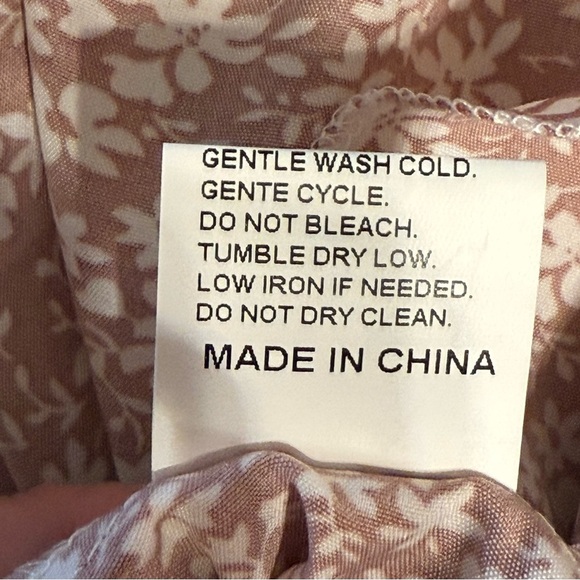 GENTLE WASH COLD.
GENTE CYCLE.
DO NOT BLEACH.
TUMBLE DRY LOW.
LOW IRON IF NEEDED.
DO NOT DRY CLEAN.
MADE IN CHINA